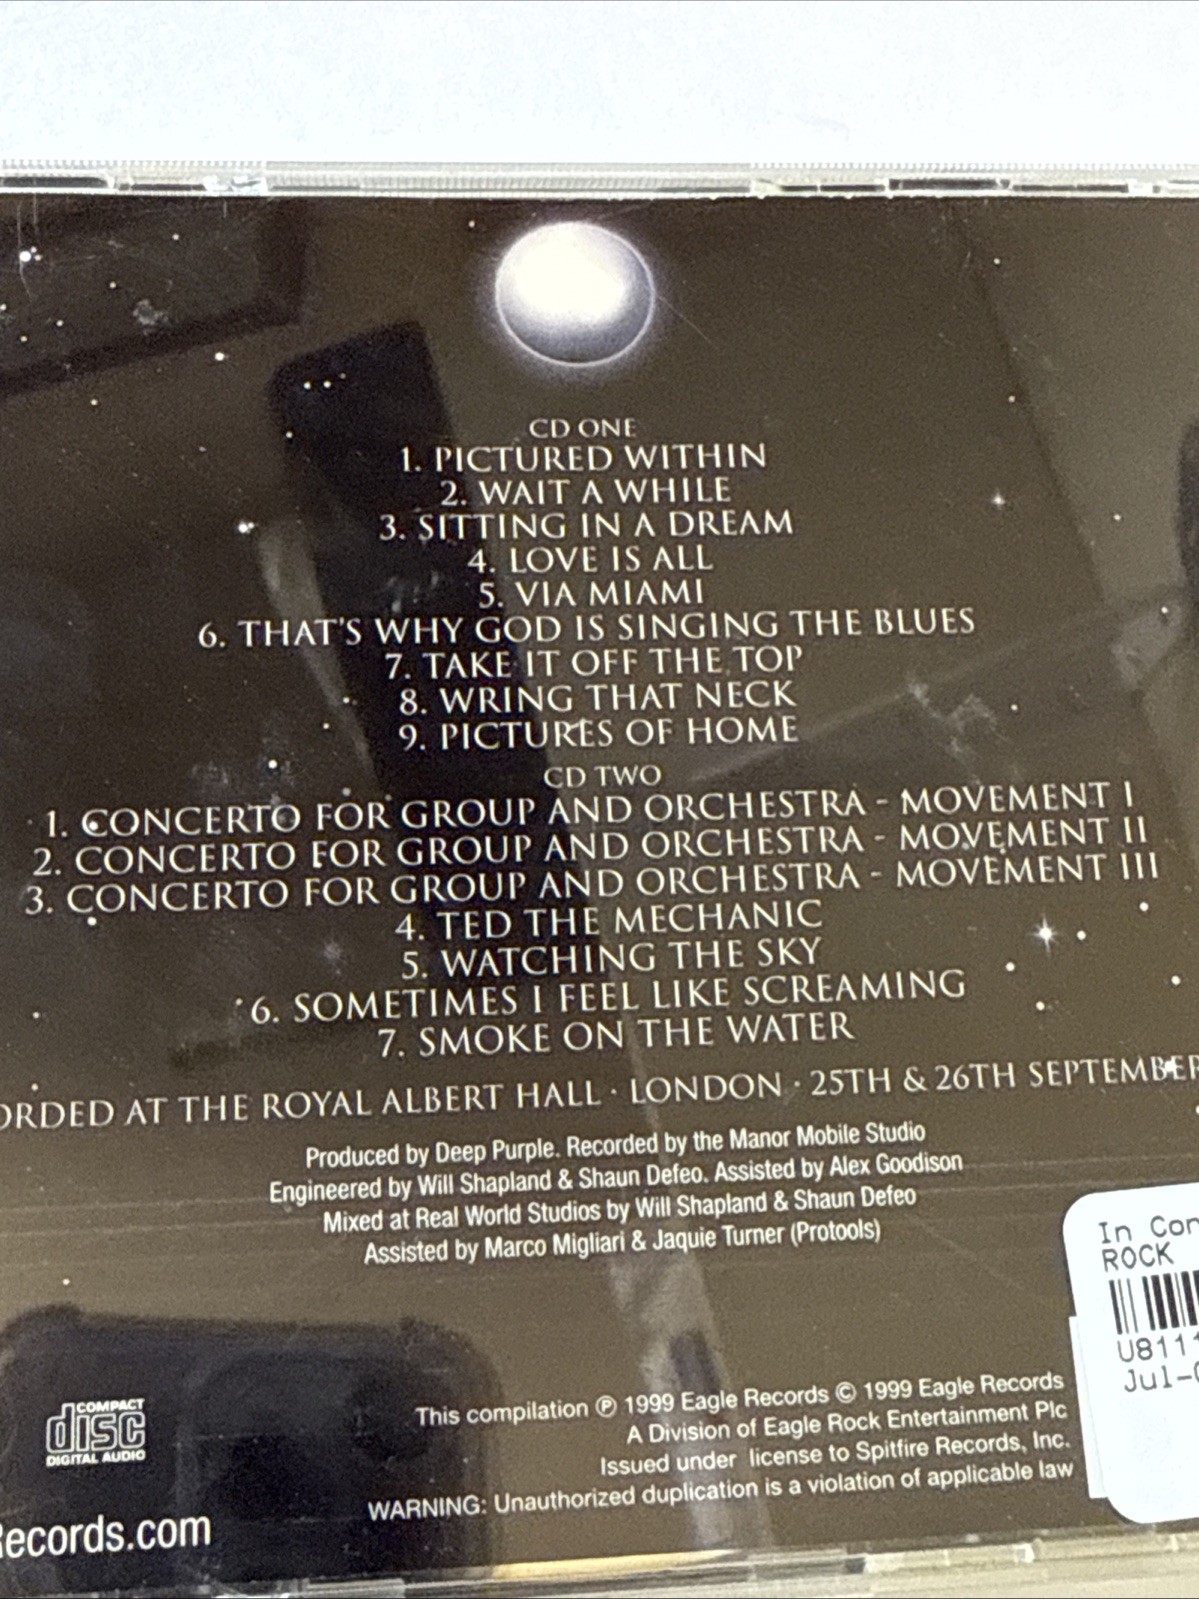 CD ONE
1. PICTURED WITHIN
2. WAIT A WHILE
3. SITTING IN A DREAM
4. LOVE IS ALL
5. VIA MIAMI
6. THAT'S WHY GOD IS SINGING THE BLUES
7. TAKE IT OFF THE TOP
8. WRING THAT NECK
9. PICTURES OF HOME
CD TWO
1. CONCERTO FOR GROUP AND ORCHESTRA - MOVEMENT I
2. CONCERTO FOR GROUP AND ORCHESTRA - MOVEMENT II
3. CONCERTO FOR GROUP AND ORCHESTRA - MOVEMENT III
4. TED THE MECHANIC
5. WATCHING THE SKY
6. SOMETIMES I FEEL LIKE SCREAMING
7. SMOKE ON THE WATER
ORDED AT THE ROYAL ALBERT HALL · LONDON · 25TH & 26TH SEPTEMBER
Produced by Deep Purple. Recorded by the Manor Mobile Studio
Engineered by Will Shapland & Shaun Defeo. Assisted by Alex Goodison
Mixed at Real World Studios by Will Shapland & Shaun Defeo
Assisted by Marco Migliari & Jaquie Turner (Protools)
In Con
ROCK
U811
Jul-
This compilation ℗ 1999 Eagle Records © 1999 Eagle Records
A Division of Eagle Rock Entertainment Plc
Issued under license to Spitfire Records, Inc.
WARNING: Unauthorized duplication is a violation of applicable law
COMPACT
disc
DIGITAL AUDIO
Records.com